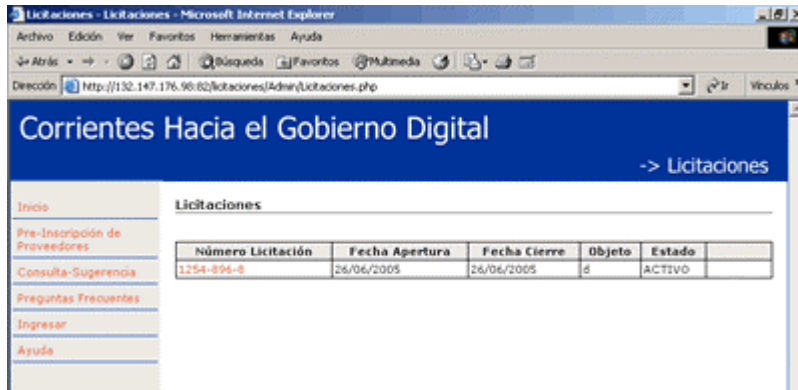 Licitaciones - Licitaciones - Microsoft Internet Explorer
Archivo Edición Ver Favoritos Herramientas Ayuda
Atrás Búsqueda Favoritos Multimedia
Dirección http://132.147.176.98:82/licitaciones/Admin/Licitaciones.php Ir Vínculos
Corrientes Hacia el Gobierno Digital
-> Licitaciones
Inicio
Pre-Inscripción de
Proveedores
Consulta-Sugerencia
Preguntas Frecuentes
Ingresar
Ayuda
Licitaciones
Número Licitación Fecha Apertura Fecha Cierre Objeto Estado
1254-896-8 26/06/2005 26/06/2005 d ACTIVO